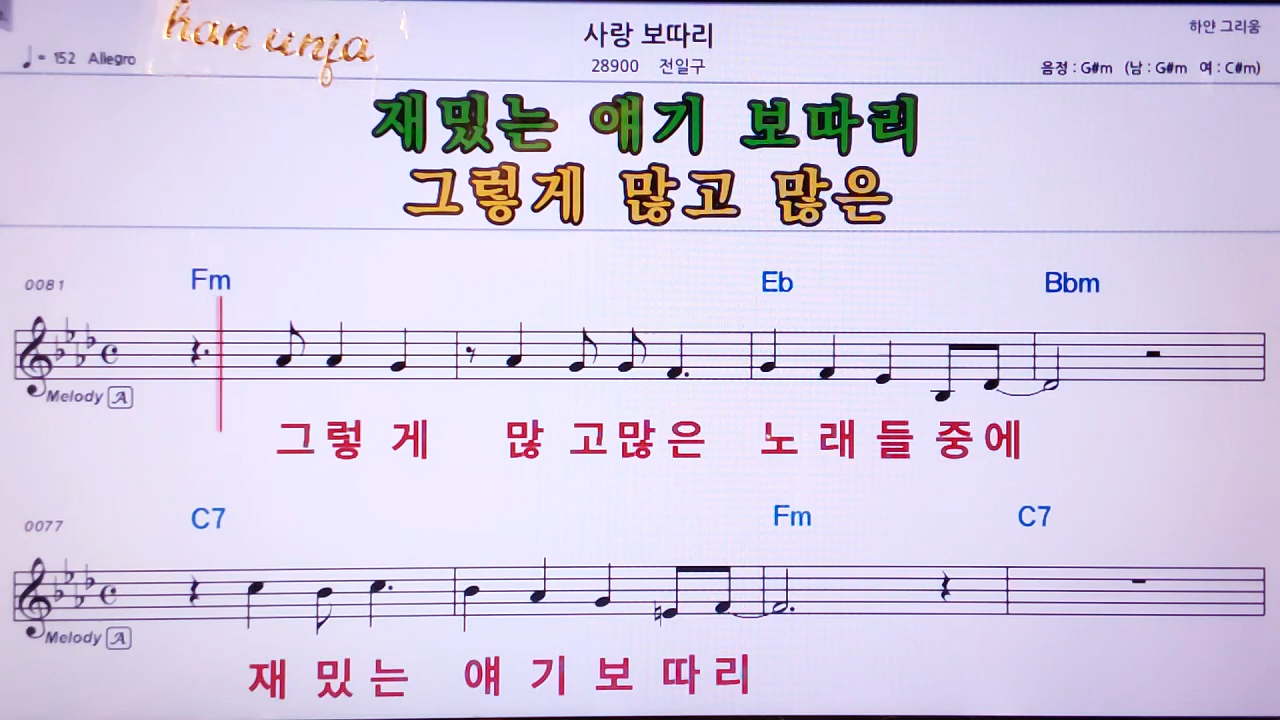 han unja
사랑 보따리
하얀 그리움
♩= 152 Allegro
28900 전일구
음정 : G#m (남 : G#m 여 : C#m)
재밌는 얘기 보따리
그렇게 많고 많은
0081
Fm Eb Bbm
Melody A
그렇게 많고많은 노래들중에
0077
C7 Fm C7
Melody A
재밌는 얘기보따리